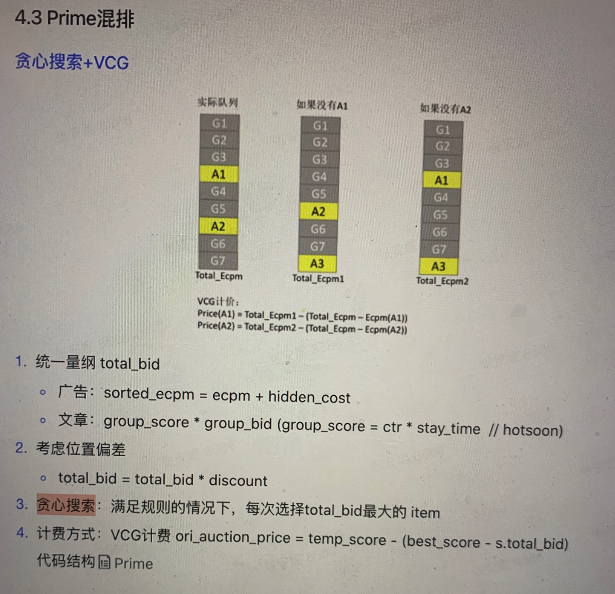 4.3 Prime混排
贪心搜索+VCG
实际队列 如果没有A1 如果没有A2
G1 G1 G1
G2 G2 G2
G3 G3 G3
A1 G4 A1
G4 G5 G4
G5 A2 G5
A2 G6 G6
G6 G7 G7
G7 A3 A3
Total_Ecpm Total_Ecpm1 Total_Ecpm2
VCG计价：
Price(A1) = Total_Ecpm1 – (Total_Ecpm – Ecpm(A1))
Price(A2) = Total_Ecpm2 – (Total_Ecpm – Ecpm(A2))
1. 统一量纲 total_bid
广告：sorted_ecpm = ecpm + hidden_cost
文章：group_score * group_bid (group_score = ctr * stay_time // hotsoon)
2. 考虑位置偏差
total_bid = total_bid * discount
3. 贪心搜索：满足规则的情况下，每次选择total_bid最大的 item
4. 计费方式：VCG计费 ori_auction_price = temp_score - (best_score - s.total_bid)
代码结构 Prime